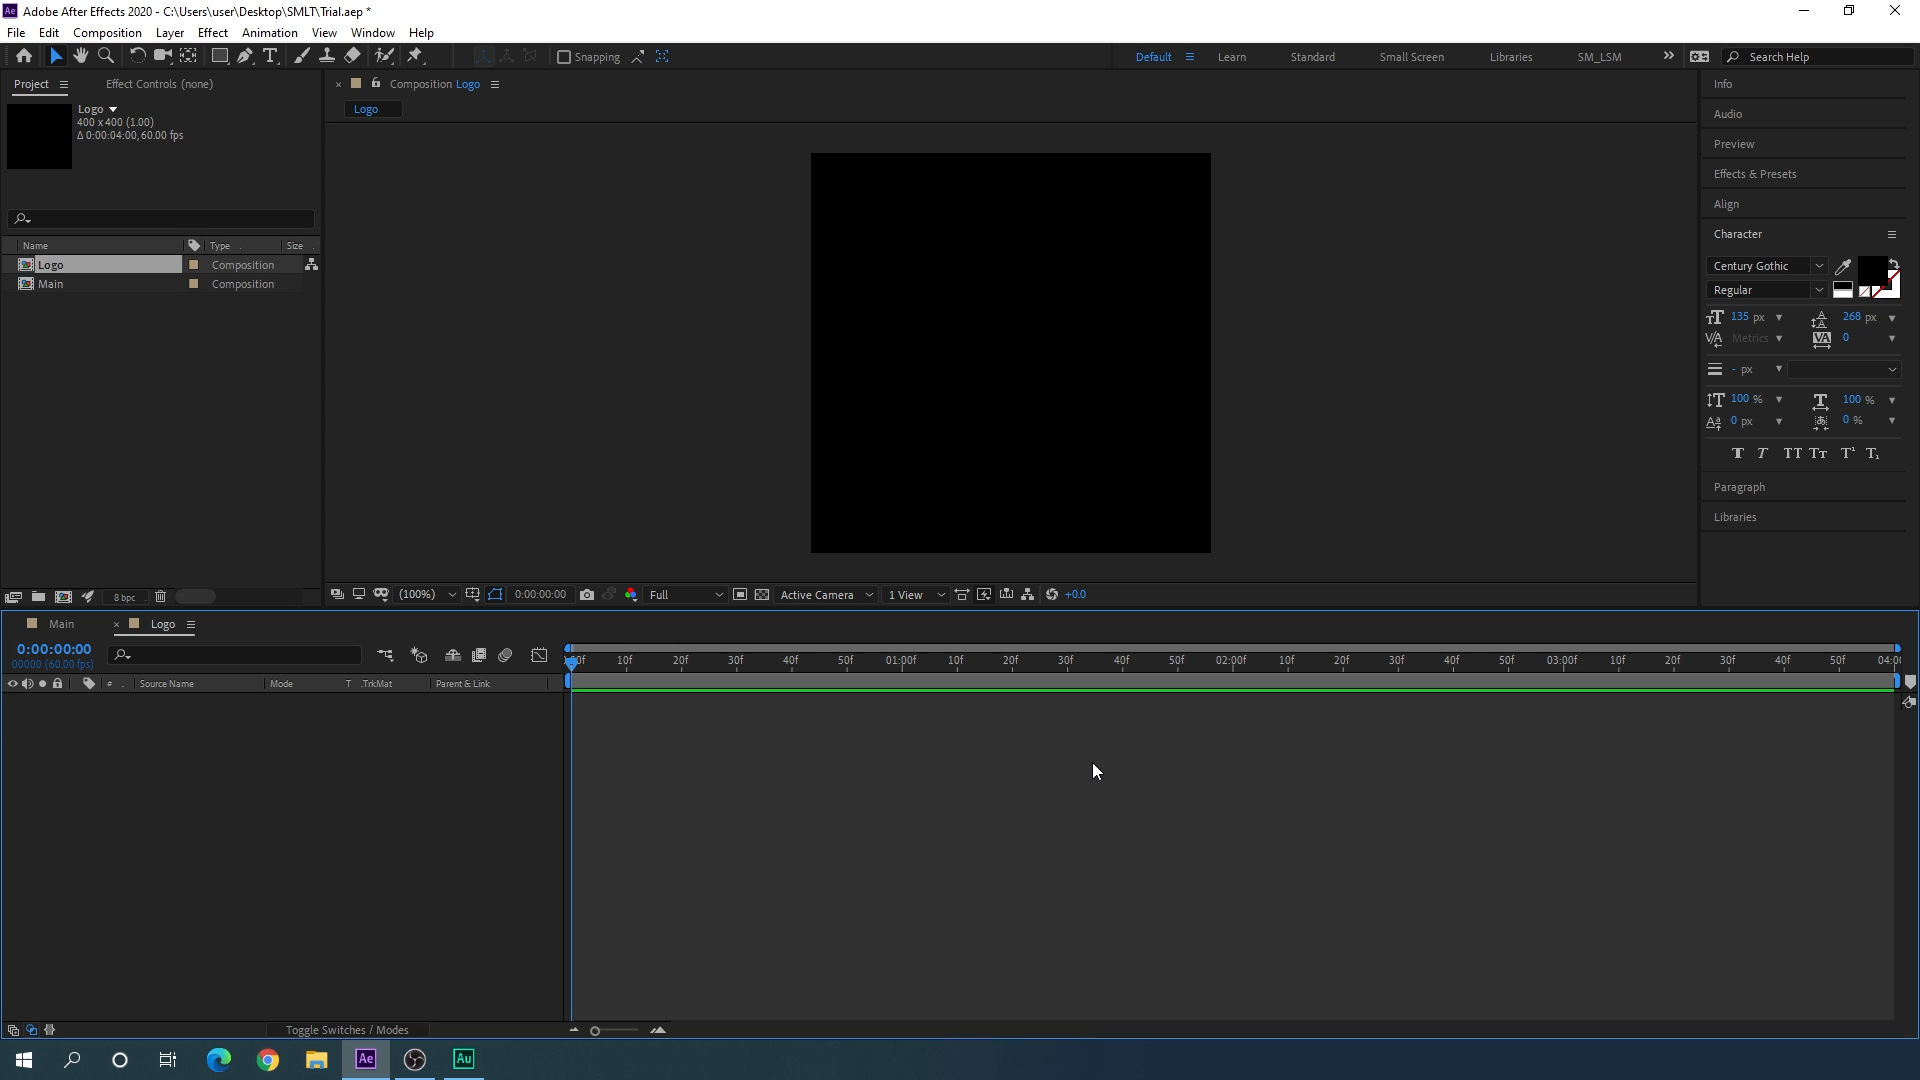 Ae Adobe After Effects 2020 - C:\Users\user\Desktop\SMLT\Trial.aep *
File Edit Composition Layer Effect Animation View Window Help
Snapping Default Learn Standard Small Screen Libraries SM_LSM Search Help
Project Effect Controls (none) Composition Logo Info
Logo
400 x 400 (1.00)
Δ 0:00:04:00, 60.00 fps
Logo
Audio
Preview
Effects & Presets
Align
Character
Name Type Size
Logo Composition
Main Composition
Century Gothic
Regular
135 px 268 px
Metrics 0
- px
100 % 100 %
0 px 0 %
T T TT Tт T¹ T₁
Paragraph
Libraries
8 bpc (100%) 0:00:00:00 Full Active Camera 1 View +0.0
Main Logo
0:00:00:00
00000 (60.00 fps)
10f 20f 30f 40f 50f 01:00f 10f 20f 30f 40f 50f 02:00f 10f 20f 30f 40f 50f 03:00f 10f 20f 30f 40f 50f
# Source Name Mode T .TrkMat Parent & Link
Toggle Switches / Modes
Ae Au